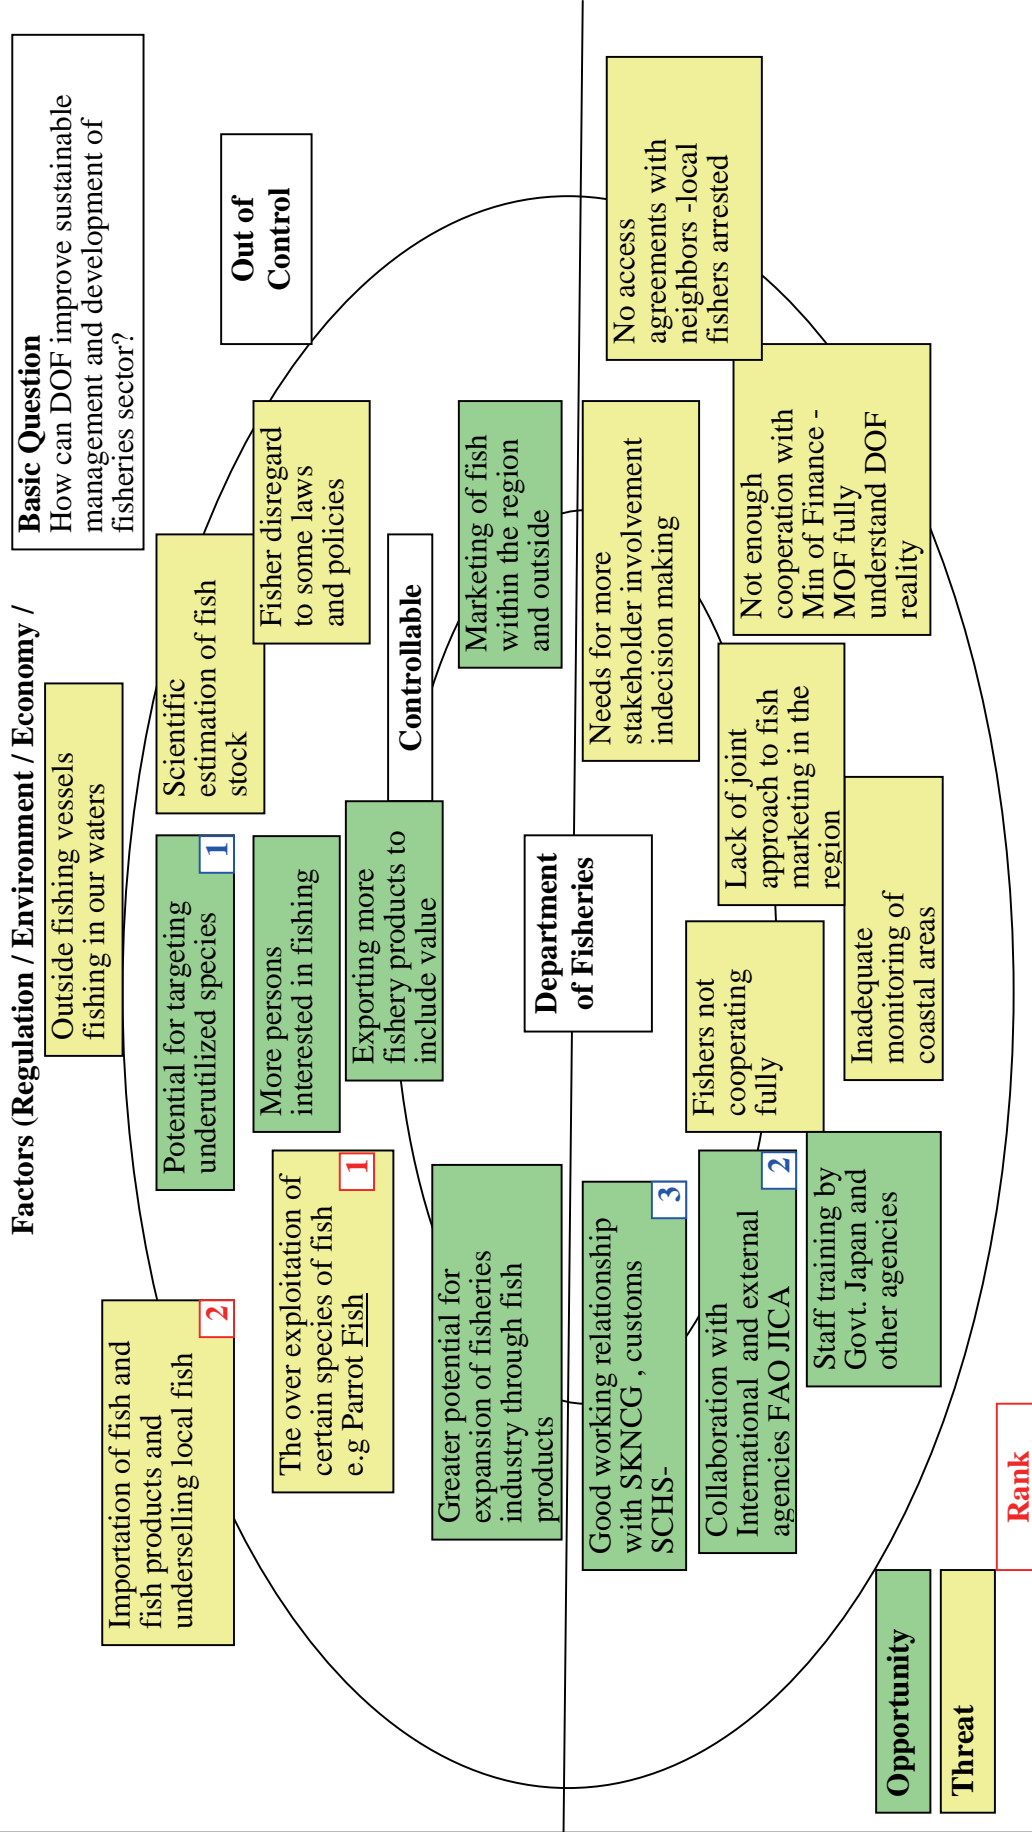 Factors (Regulation / Environment / Economy /
Basic Question
How can DOF improve sustainable
management and development of
fisheries sector?
Outside fishing vessels
fishing in our waters
Importation of fish and
fish products and
underselling local fish
2
Potential for targeting
underutilized species
1
Scientific
estimation of fish
stock
Out of
Control
The over exploitation of
certain species of fish
e.g Parrot Fish
1
More persons
interested in fishing
Fisher disregard
to some laws
and policies
Exporting more
fishery products to
include value
Controllable
Greater potential for
expansion of fisheries
industry through fish
products
Marketing of fish
within the region
and outside
Department
of Fisheries
Good working relationship
with SKNCG , customs
SCHS-
3
Needs for more
stakeholder involvement
indecision making
No access
agreements with
neighbors -local
fishers arrested
Collaboration with
International and external
agencies FAO JICA
2
Fishers not
cooperating
fully
Lack of joint
approach to fish
marketing in the
region
Not enough
cooperation with
Min of Finance -
MOF fully
understand DOF
reality
Staff training by
Govt. Japan and
other agencies
Inadequate
monitoring of
coastal areas
Opportunity
Threat
Rank